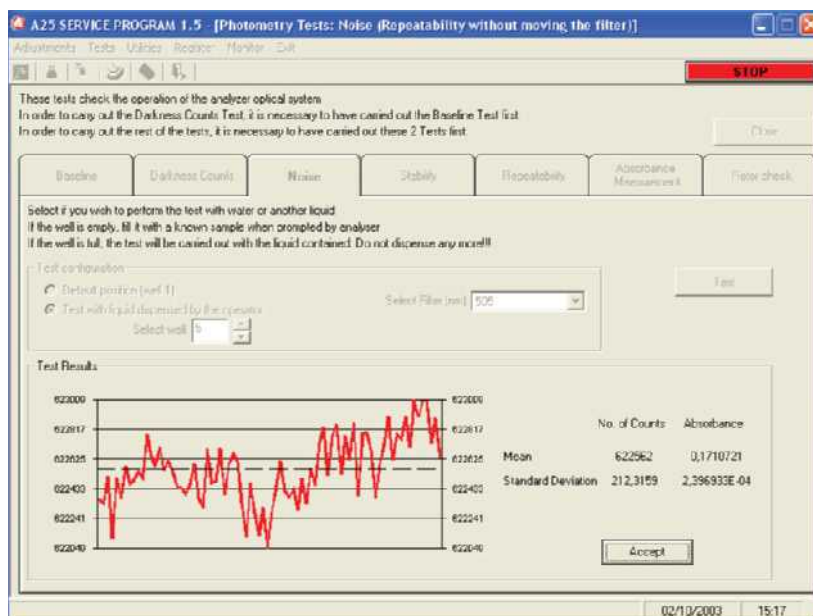 A25 SERVICE PROGRAM 1.5 - [Photometry Tests: Noise (Repeatability without moving the filter)]
Adjustments Tests Utilities Register Monitor Exit
STOP
These tests check the operation of the analyzer optical system
In order to carry out the Darkness Counts Test, it is necessary to have carried out the Baseline Test first
In order to carry out the rest of the tests, it is necessary to have carried out these 2 Tests first
Close
Baseline Darkness Counts Noise Stability Repeatability Absorbance Measurement Rotor check
Select if you wish to perform the test with water or another liquid
If the well is empty, fill it with a known sample when prompted by analyser
If the well is full, the test will be carried out with the liquid contained. Do not dispense any more!!!
Test configuration
Default position (well 1)
Test with liquid dispensed by the operator
Select Filter (nm) 505
Test
Select well 5
Test Results
623009 623009
622817 622817
622625 622625
622433 622433
622241 622241
622049 622049
No. of Counts Absorbance
Mean 622562 0,1710721
Standard Deviation 212,3159 2,396933E-04
Accept
02/10/2003 15:17